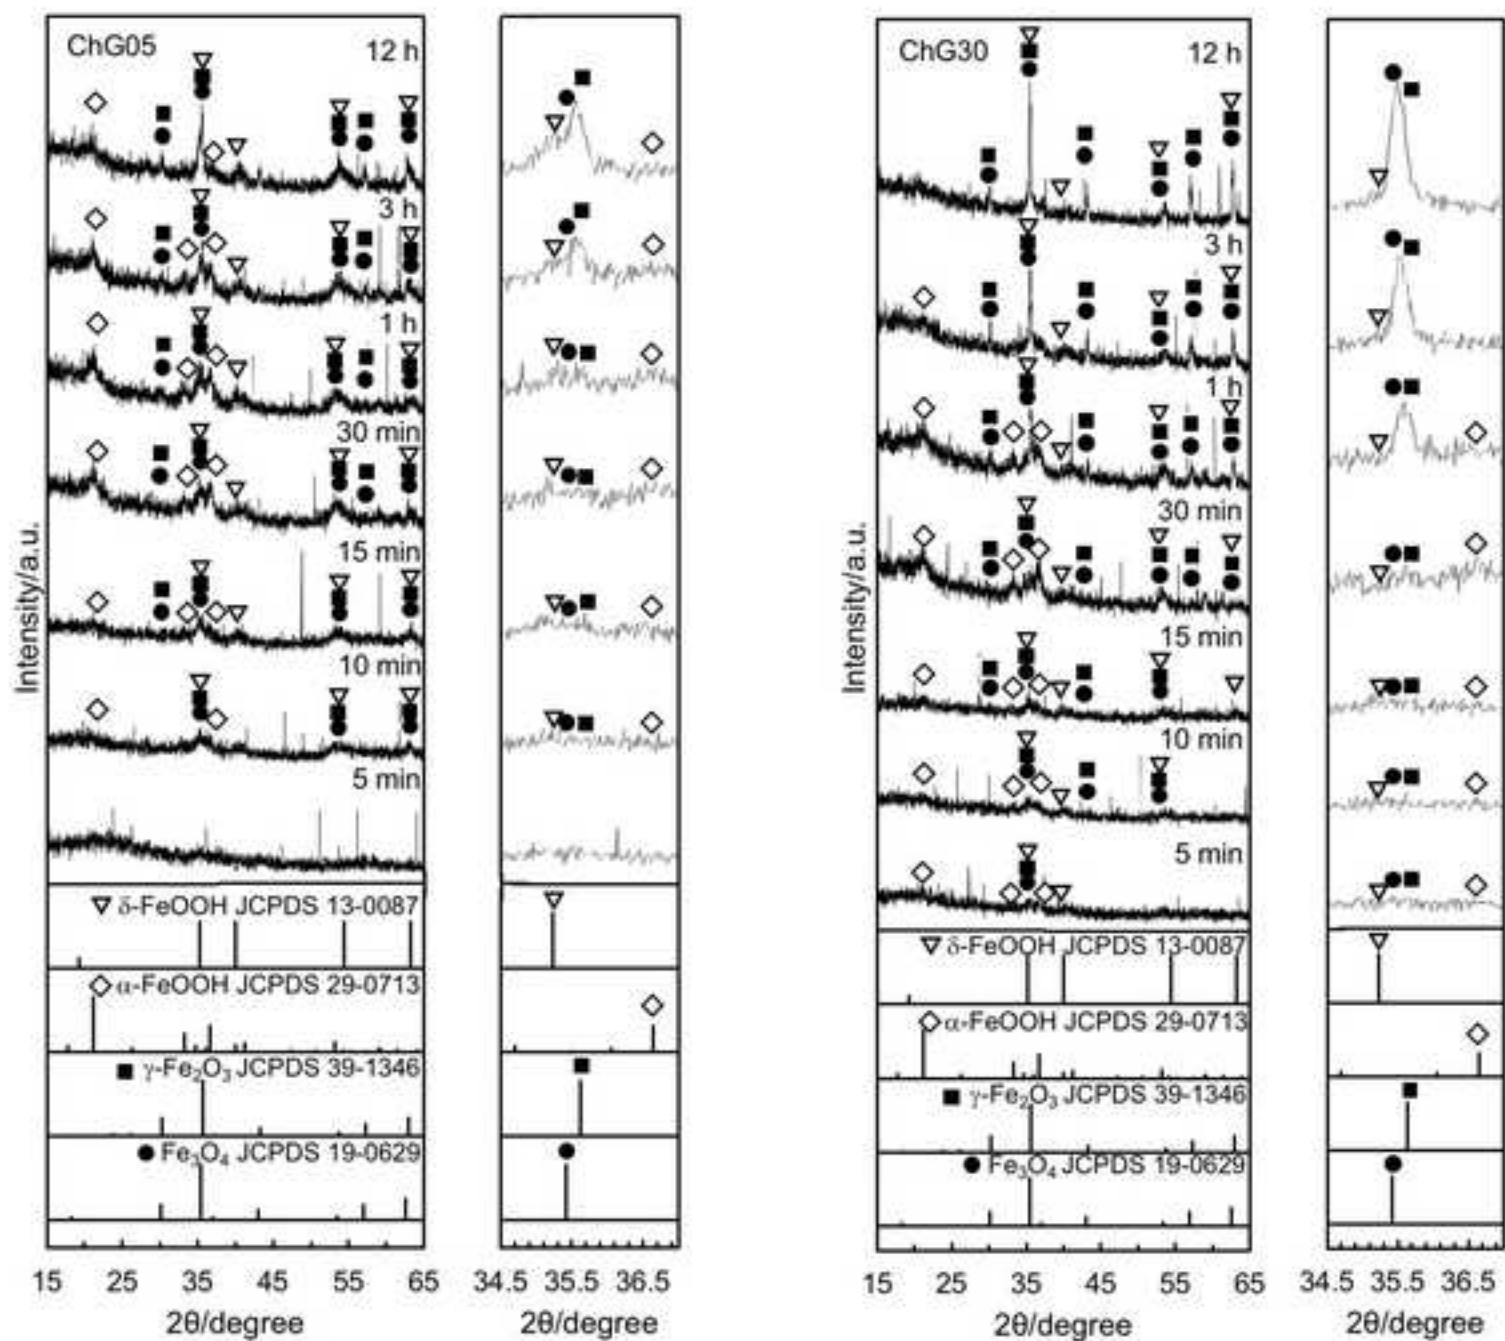 ChG05
12 h
3 h
1 h
30 min
15 min
10 min
5 min
Intensity/a.u.
δ-FeOOH JCPDS 13-0087
α-FeOOH JCPDS 29-0713
γ-Fe₂O₃ JCPDS 39-1346
Fe₃O₄ JCPDS 19-0629
15 25 35 45 55 65
2θ/degree
34.5 35.5 36.5
2θ/degree
ChG30
12 h
3 h
1 h
30 min
15 min
10 min
5 min
Intensity/a.u.
δ-FeOOH JCPDS 13-0087
α-FeOOH JCPDS 29-0713
γ-Fe₂O₃ JCPDS 39-1346
Fe₃O₄ JCPDS 19-0629
15 25 35 45 55 65
2θ/degree
34.5 35.5 36.5
2θ/degree